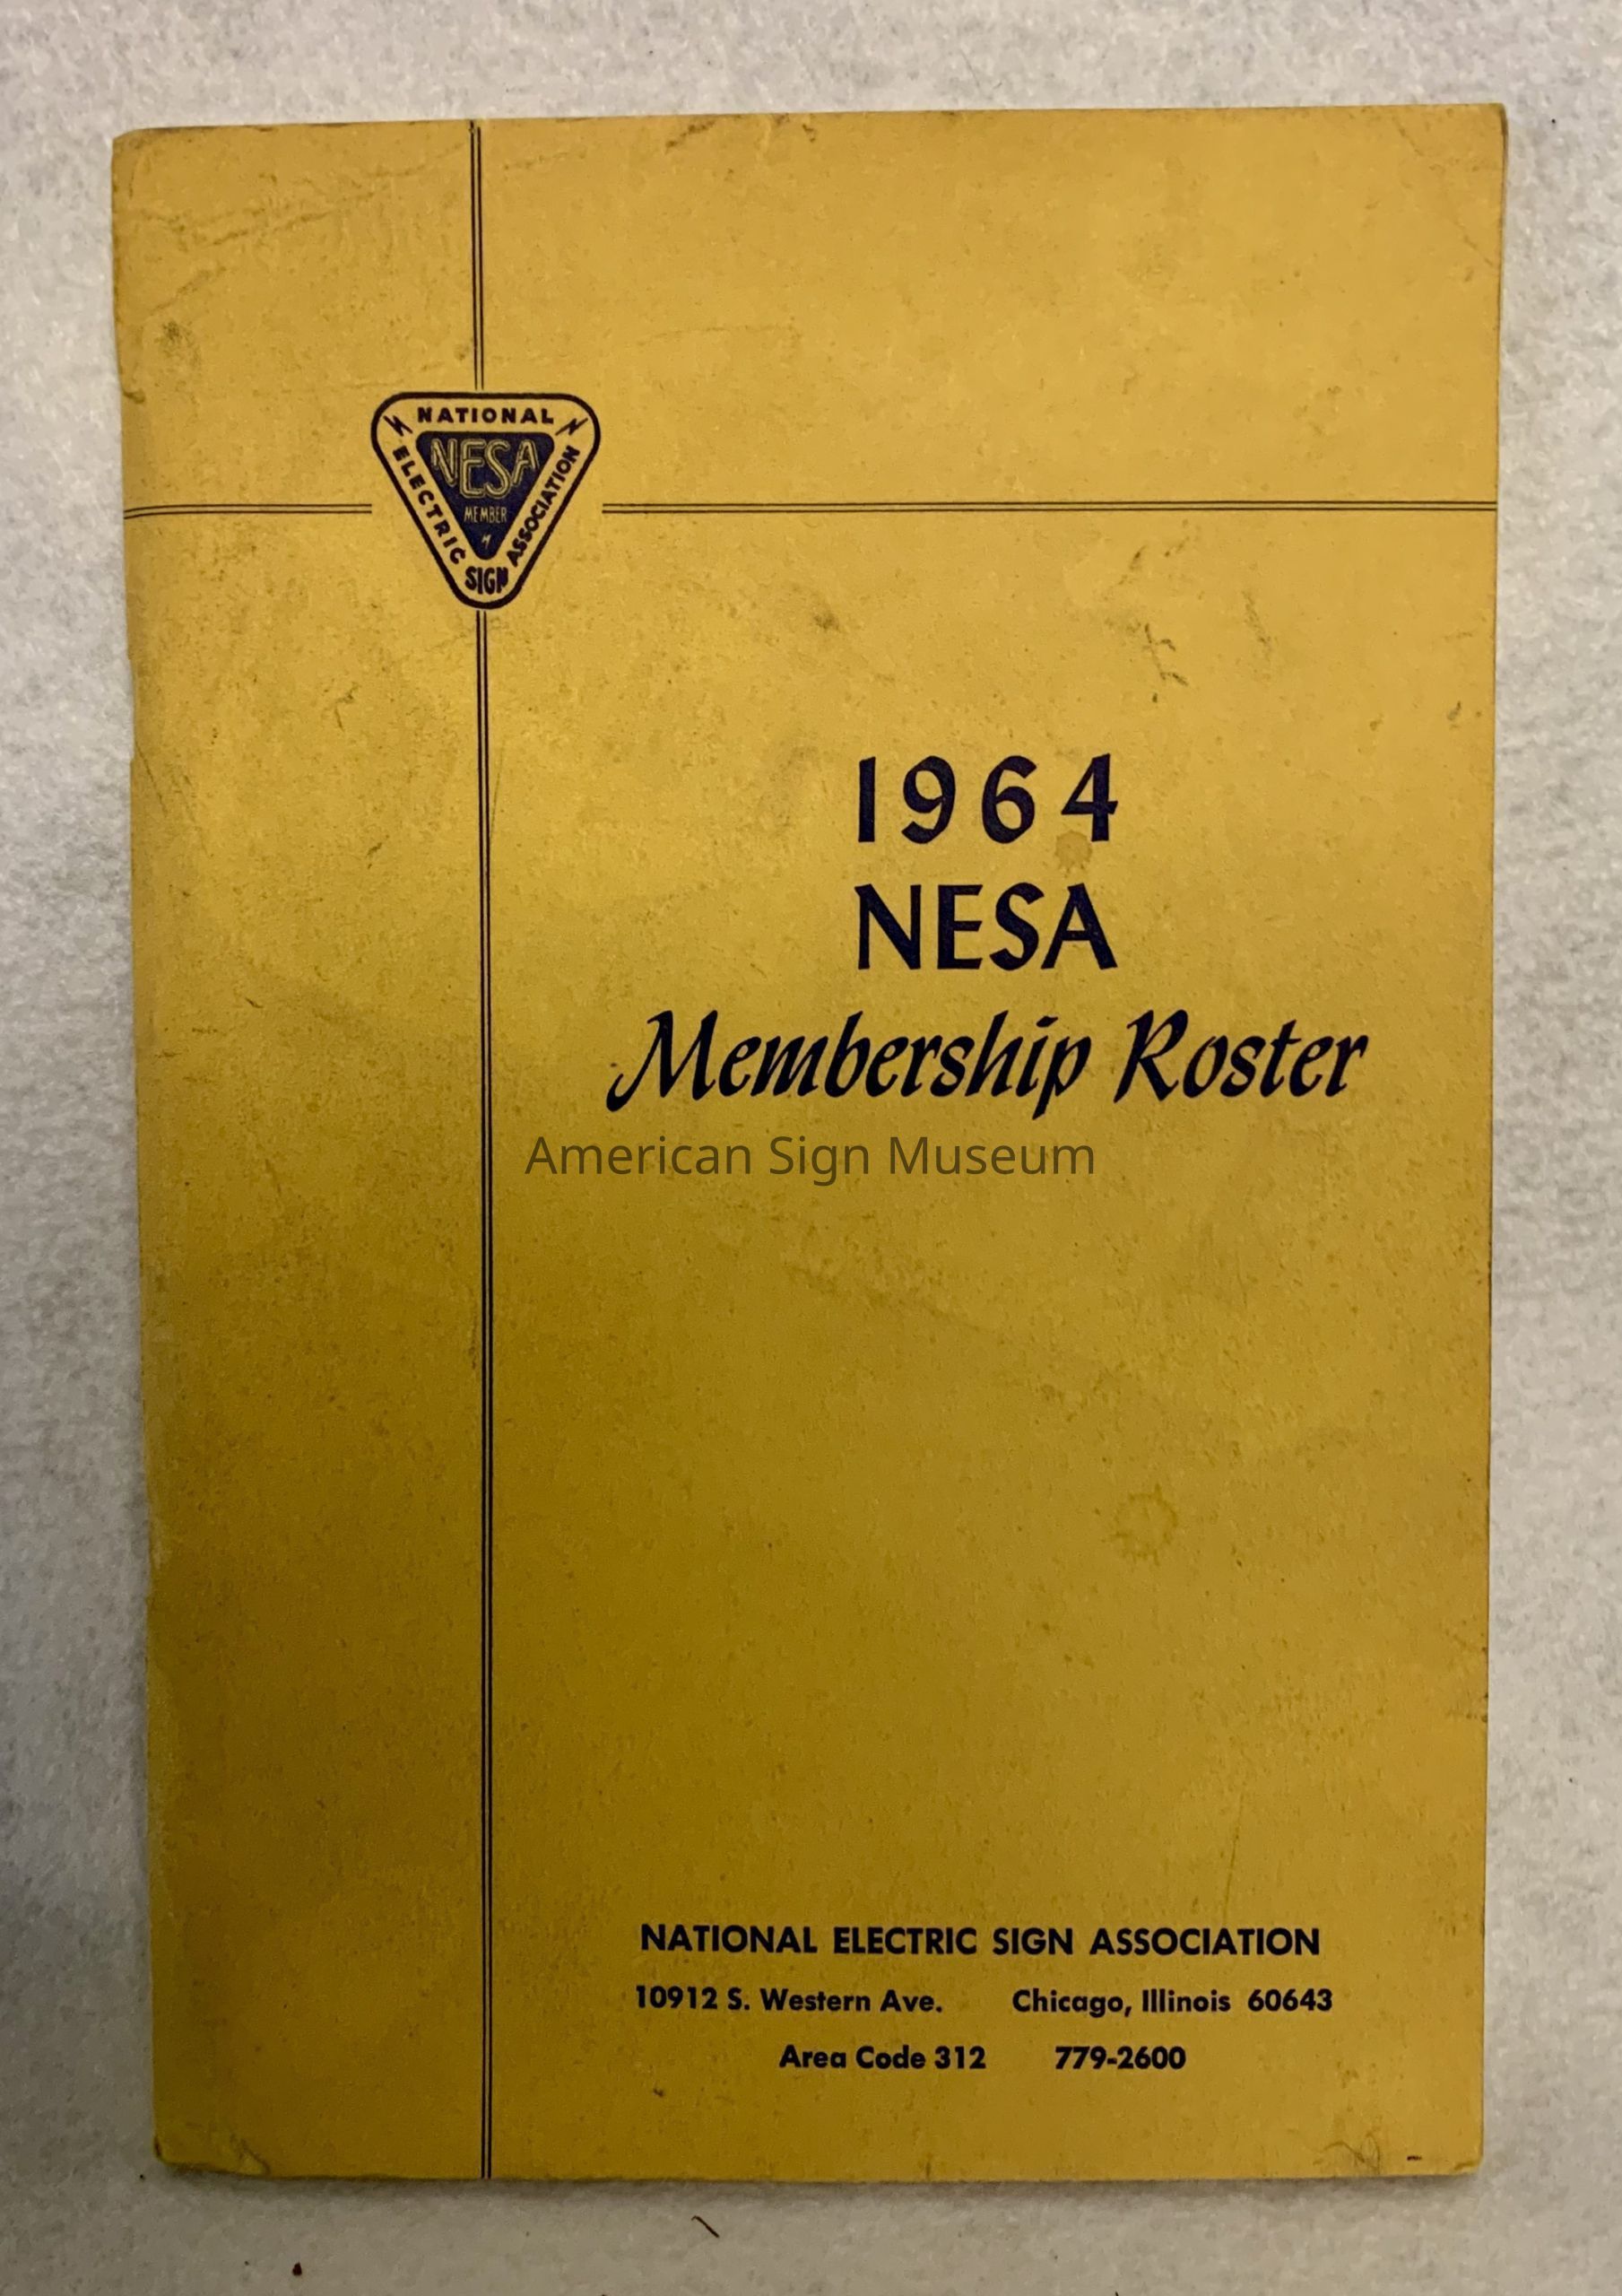 NATIONAL
NESA
MEMBER
ELECTRIC
SIGN
ASSOCIATION
1964
NESA
Membership Roster
American Sign Museum
NATIONAL ELECTRIC SIGN ASSOCIATION
10912 S. Western Ave. Chicago, Illinois 60643
Area Code 312 779-2600